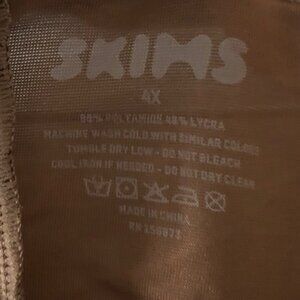 SKIMS
4X
POLYAMIDE LYCRA
MACHINE WASH COLD WITH SIMILAR COLORS
TUMBLE DRY LOW - DO NOT BLEACH
COOL IRON IF NEEDED - DO NOT DRY CLEAN
MADE IN CHINA
RN